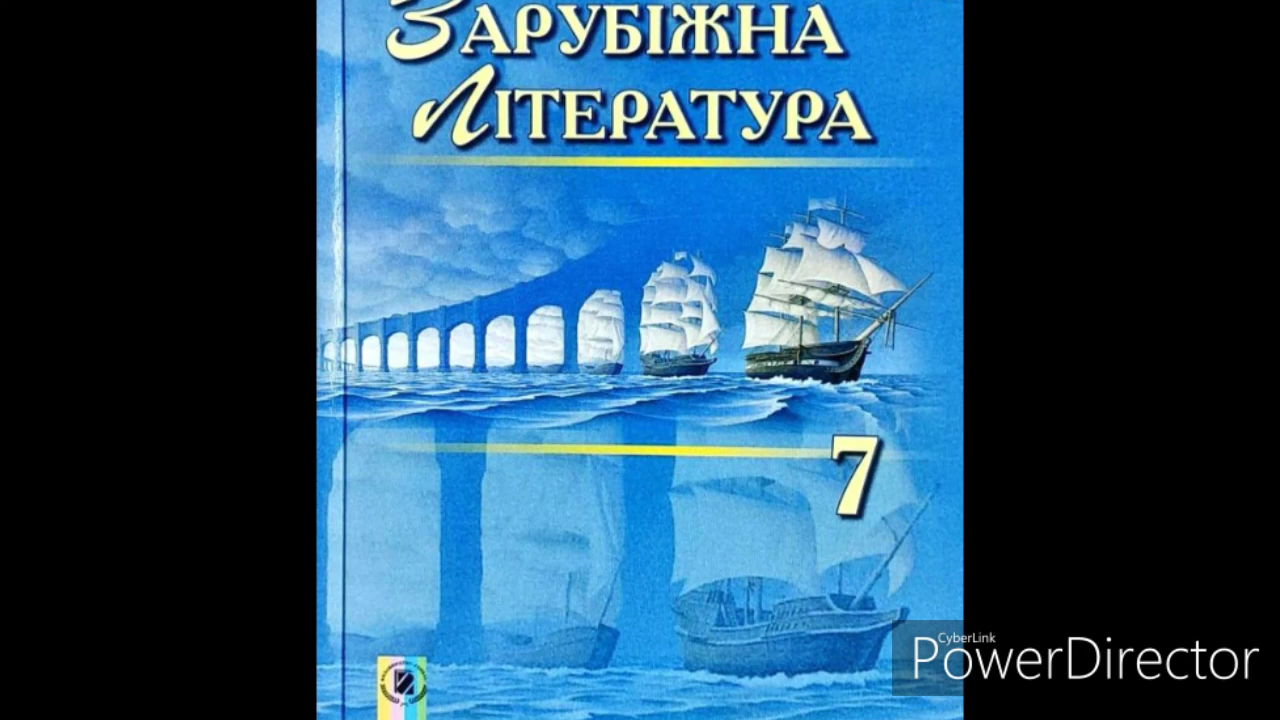 Зарубіжна
Література
7
CyberLink
PowerDirector